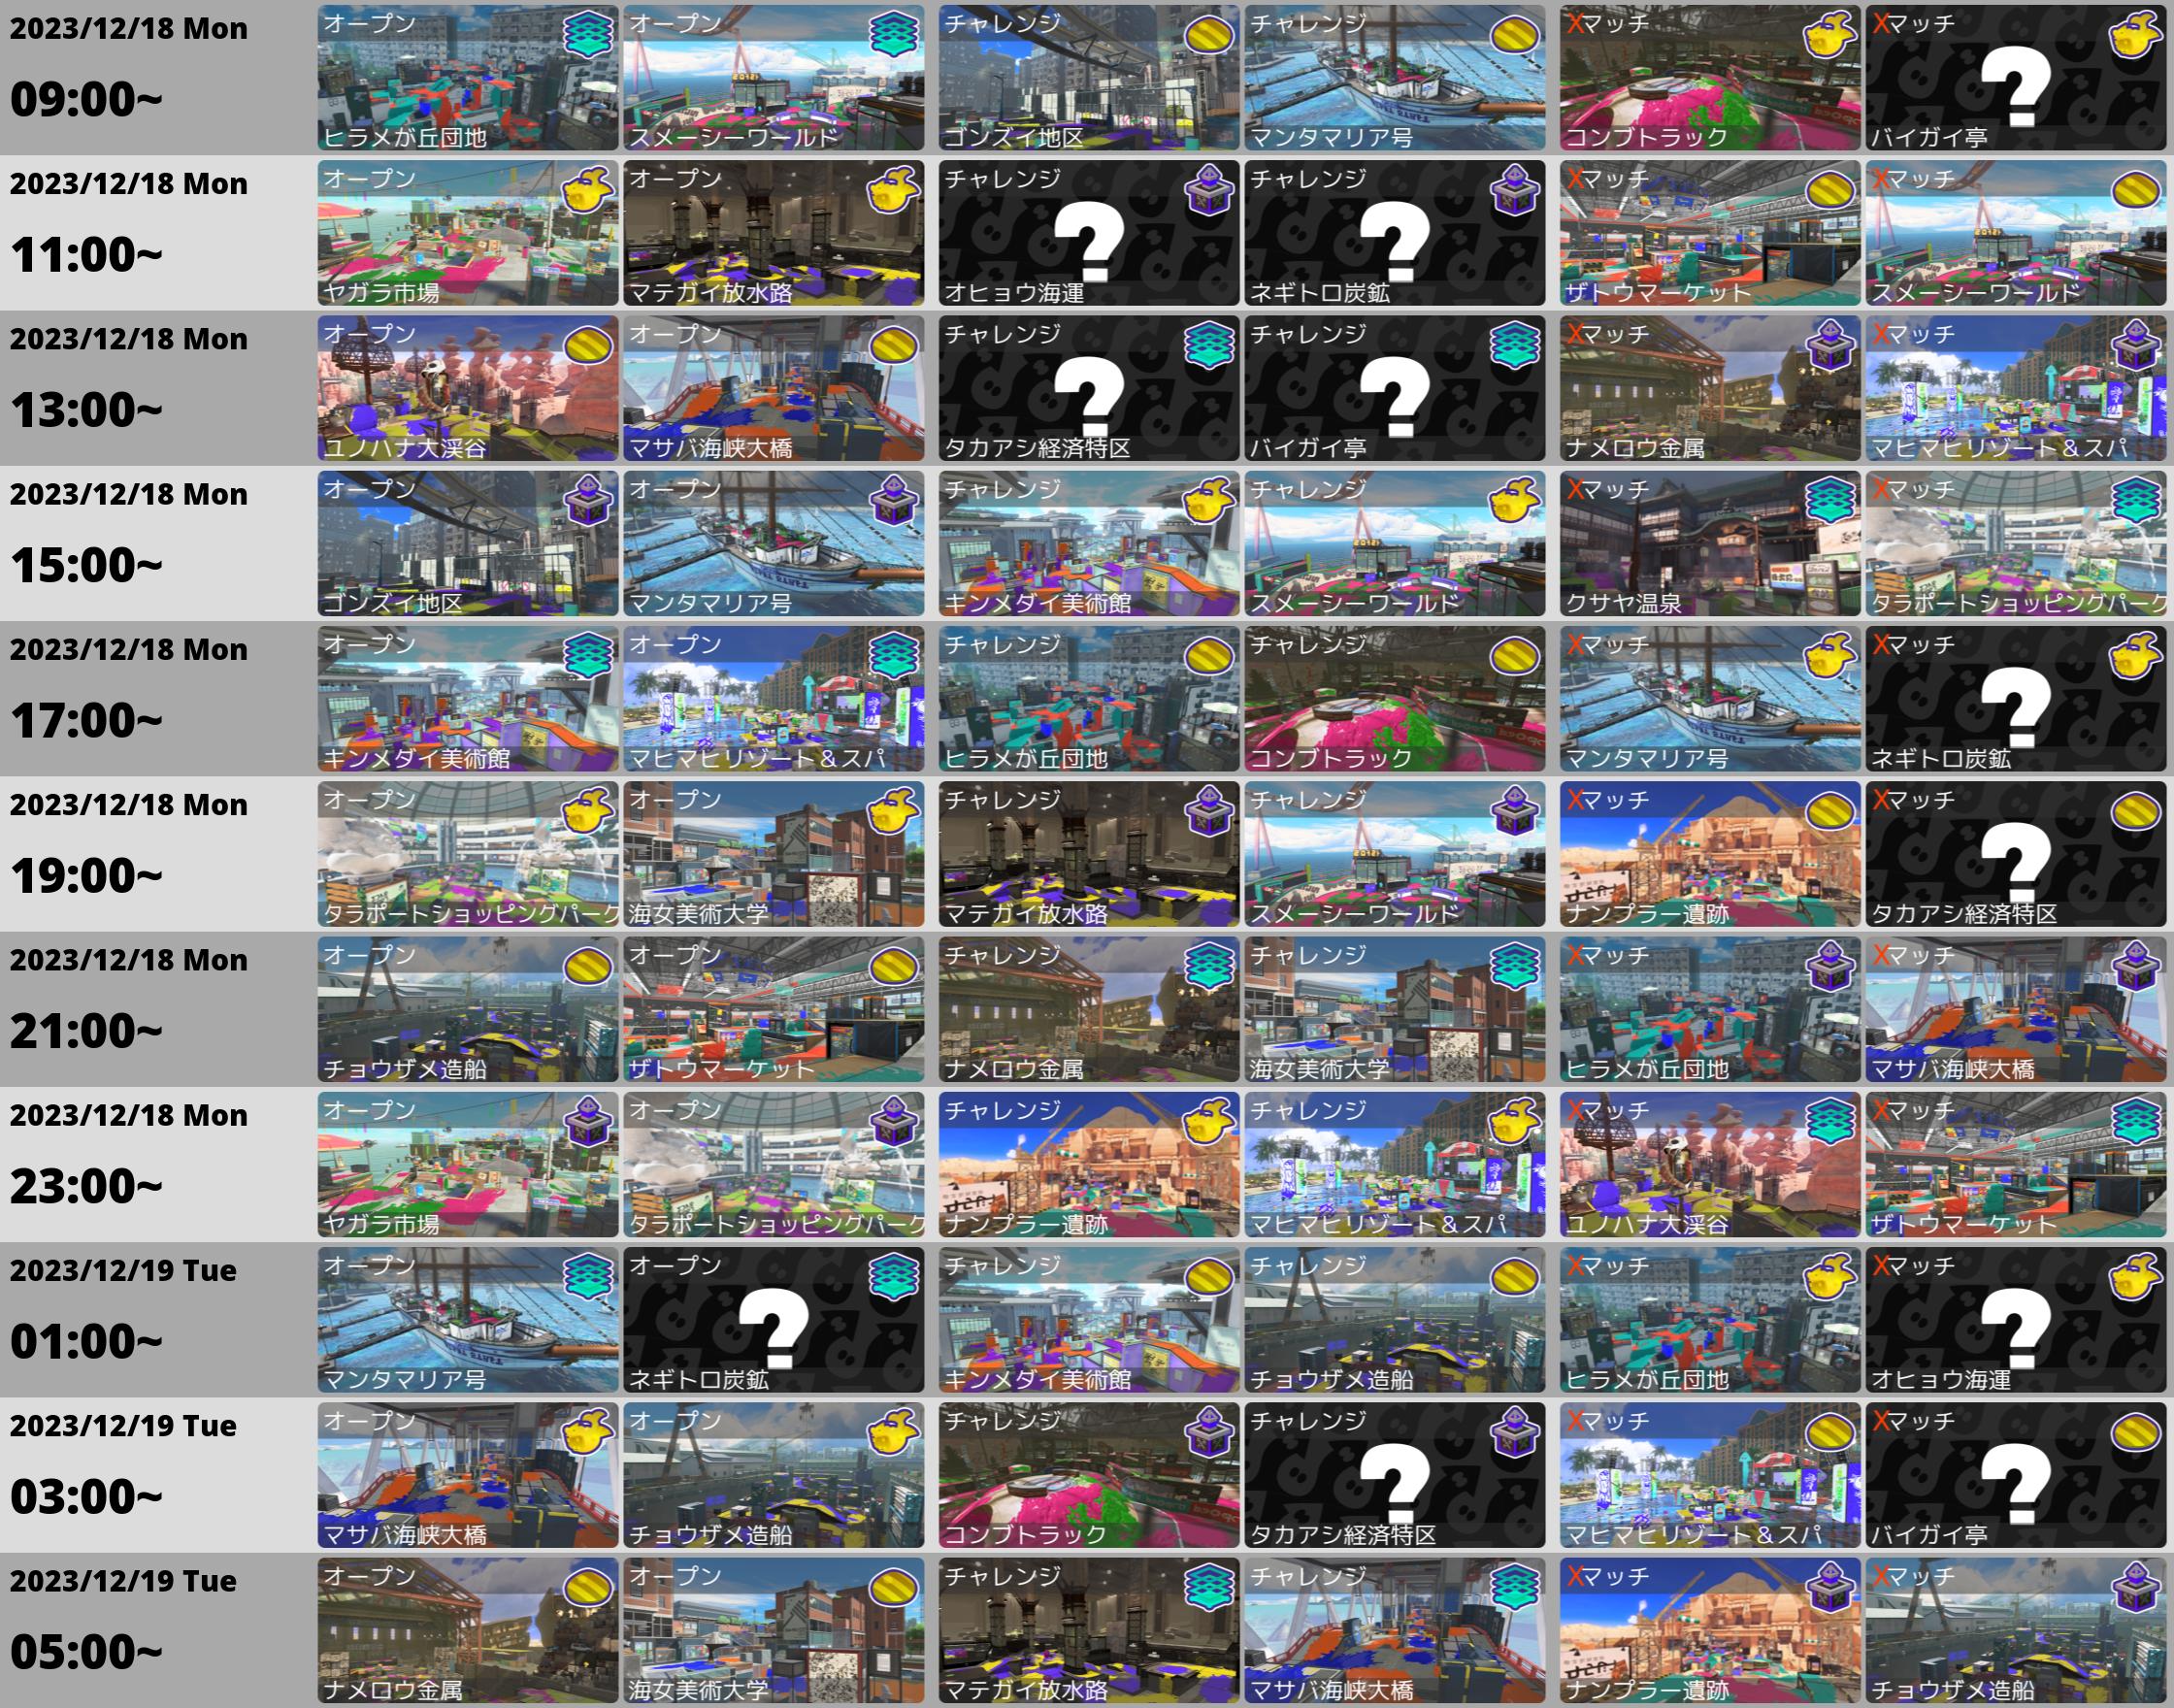 2023/12/18 Mon
09:00~
オープン オープン チャレンジ チャレンジ Xマッチ Xマッチ
ヒラメが丘団地 スメーシーワールド ゴンズイ地区 マンタマリア号 コンブトラック バイガイ亭
2023/12/18 Mon
11:00~
オープン オープン チャレンジ チャレンジ Xマッチ Xマッチ
ヤガラ市場 マテガイ放水路 オヒョウ海運 ネギトロ炭鉱 ザトウマーケット スメーシーワールド
2023/12/18 Mon
13:00~
オープン オープン チャレンジ チャレンジ Xマッチ Xマッチ
ユノハナ大渓谷 マサバ海峡大橋 タカアシ経済特区 バイガイ亭 ナメロウ金属 マヒマヒリゾート&スパ
2023/12/18 Mon
15:00~
オープン オープン チャレンジ チャレンジ Xマッチ Xマッチ
ゴンズイ地区 マンタマリア号 キンメダイ美術館 スメーシーワールド クサヤ温泉 タラポートショッピングパーク
2023/12/18 Mon
17:00~
オープン オープン チャレンジ チャレンジ Xマッチ Xマッチ
キンメダイ美術館 マヒマヒリゾート&スパ ヒラメが丘団地 コンブトラック マンタマリア号 ネギトロ炭鉱
2023/12/18 Mon
19:00~
オープン オープン チャレンジ チャレンジ Xマッチ Xマッチ
タラポートショッピングパーク 海女美術大学 マテガイ放水路 スメーシーワールド ナンプラー遺跡 タカアシ経済特区
2023/12/18 Mon
21:00~
オープン オープン チャレンジ チャレンジ Xマッチ Xマッチ
チョウザメ造船 ザトウマーケット ナメロウ金属 海女美術大学 ヒラメが丘団地 マサバ海峡大橋
2023/12/18 Mon
23:00~
オープン オープン チャレンジ チャレンジ Xマッチ Xマッチ
ヤガラ市場 タラポートショッピングパーク ナンプラー遺跡 マヒマヒリゾート&スパ ユノハナ大渓谷 ザトウマーケット
2023/12/19 Tue
01:00~
オープン オープン チャレンジ チャレンジ Xマッチ Xマッチ
マンタマリア号 ネギトロ炭鉱 キンメダイ美術館 チョウザメ造船 ヒラメが丘団地 オヒョウ海運
2023/12/19 Tue
03:00~
オープン オープン チャレンジ チャレンジ Xマッチ Xマッチ
マサバ海峡大橋 チョウザメ造船 コンブトラック タカアシ経済特区 マヒマヒリゾート&スパ バイガイ亭
2023/12/19 Tue
05:00~
オープン オープン チャレンジ チャレンジ Xマッチ Xマッチ
ナメロウ金属 海女美術大学 マテガイ放水路 マサバ海峡大橋 ナンプラー遺跡 チョウザメ造船